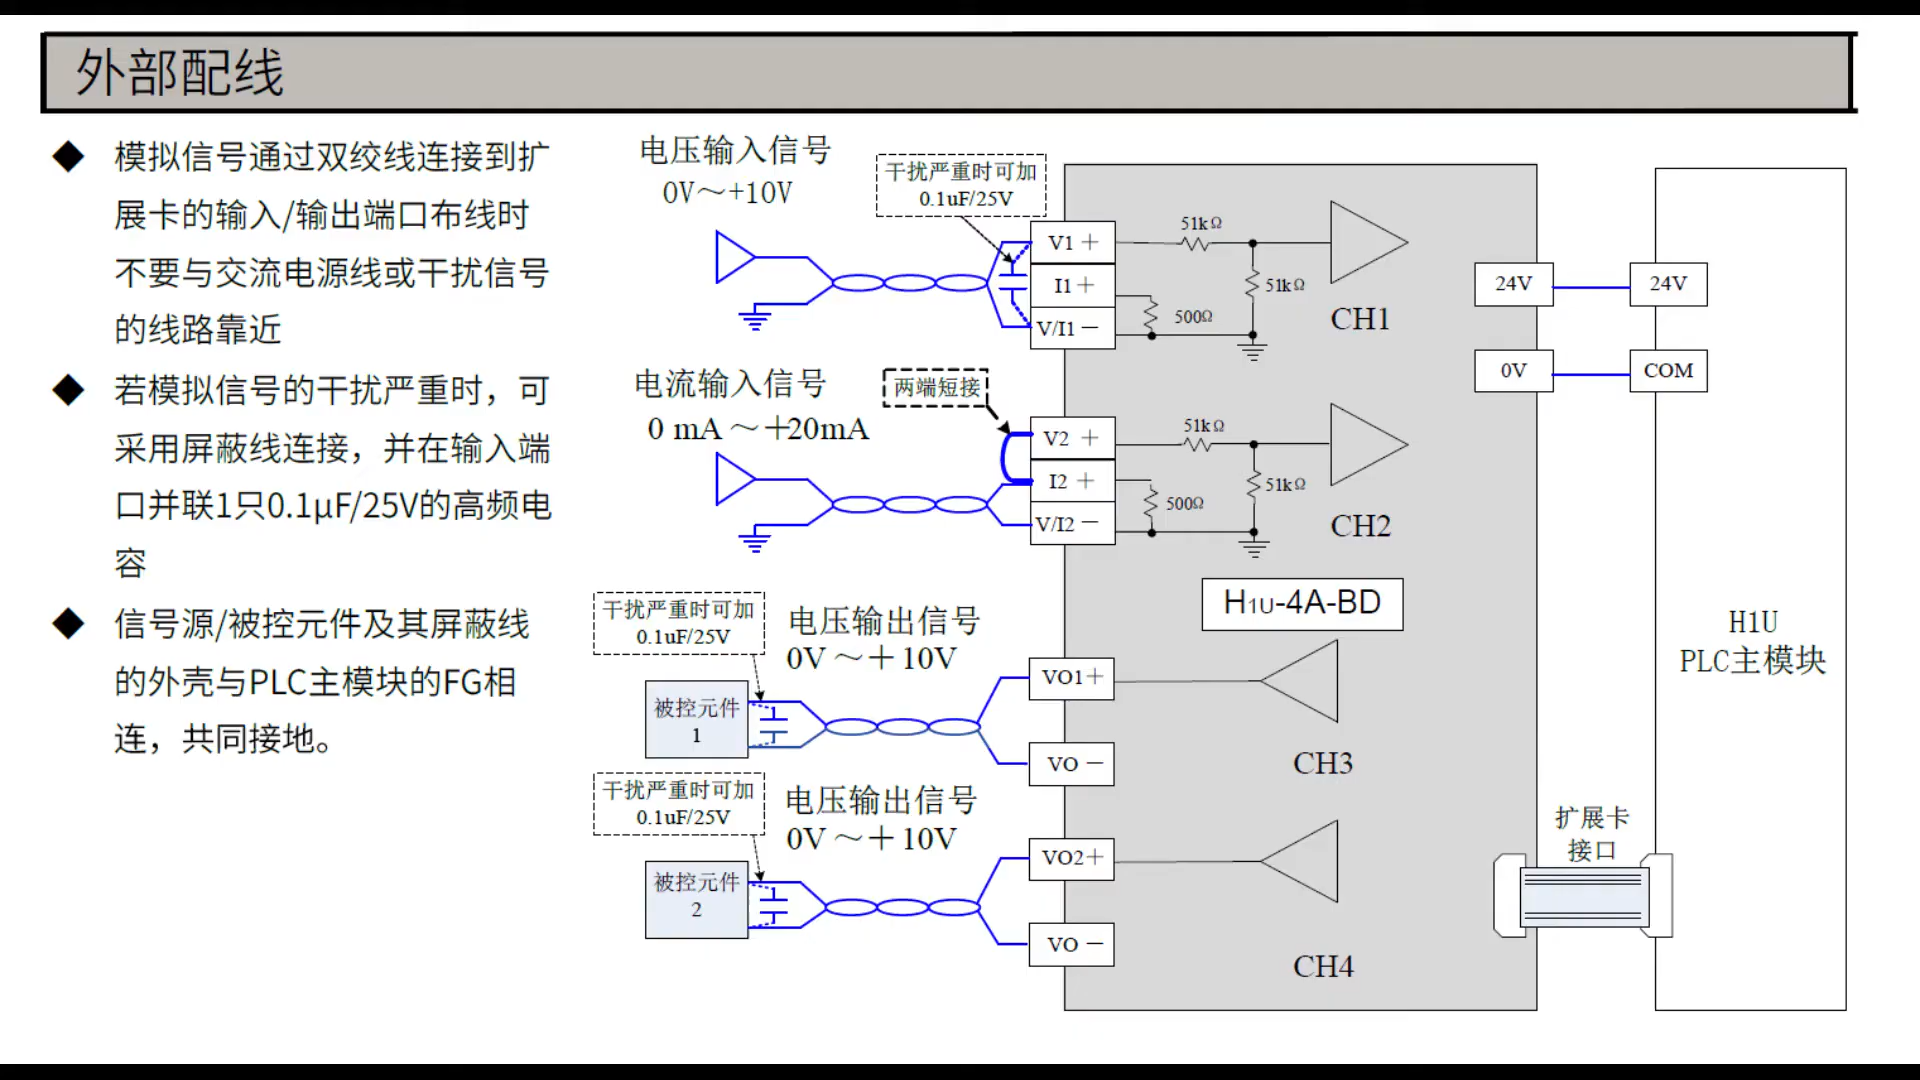 外部配线
◆ 模拟信号通过双绞线连接到扩
展卡的输入/输出端口布线时
不要与交流电源线或干扰信号
的线路靠近
◆ 若模拟信号的干扰严重时，可
采用屏蔽线连接，并在输入端
口并联1只0.1μF/25V的高频电
容
◆ 信号源/被控元件及其屏蔽线
的外壳与PLC主模块的FG相
连，共同接地。
电压输入信号
0V～+10V
干扰严重时可加
0.1uF/25V
V1＋
I1＋
V/I1－
51kΩ
51kΩ
500Ω
CH1
电流输入信号
0 mA～＋20mA
两端短接
V2＋
I2＋
V/I2－
51kΩ
51kΩ
500Ω
CH2
H1U-4A-BD
干扰严重时可加
0.1uF/25V
电压输出信号
0V～＋10V
被控元件
1
VO1＋
VO－
CH3
干扰严重时可加
0.1uF/25V
电压输出信号
0V～＋10V
被控元件
2
VO2＋
VO－
CH4
24V
24V
0V
COM
H1U
PLC主模块
扩展卡
接口